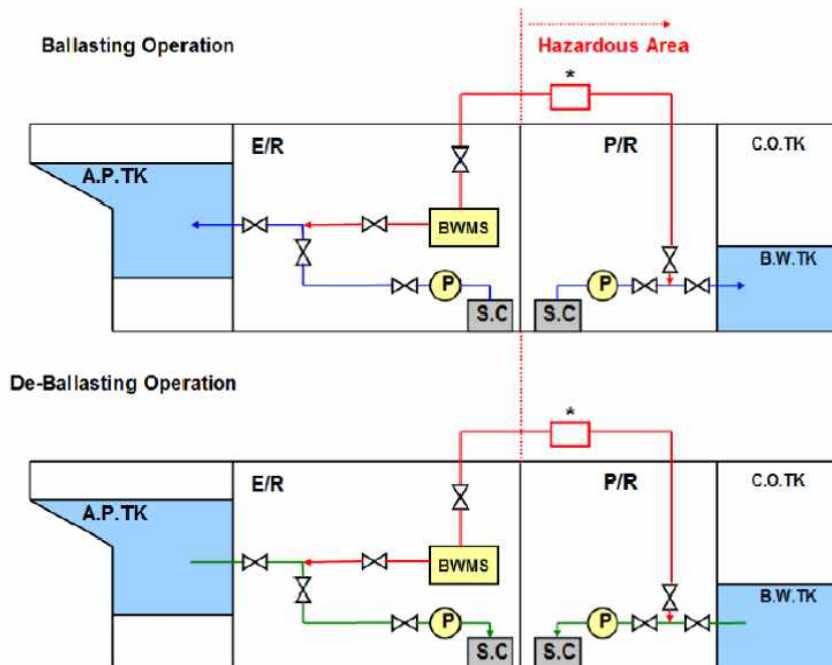 Ballasting Operation
Hazardous Area
*
E/R
P/R
C.O.TK
A.P.TK
BWMS
B.W.TK
P
P
S.C
S.C
De-Ballasting Operation
*
E/R
P/R
C.O.TK
A.P.TK
BWMS
B.W.TK
P
P
S.C
S.C